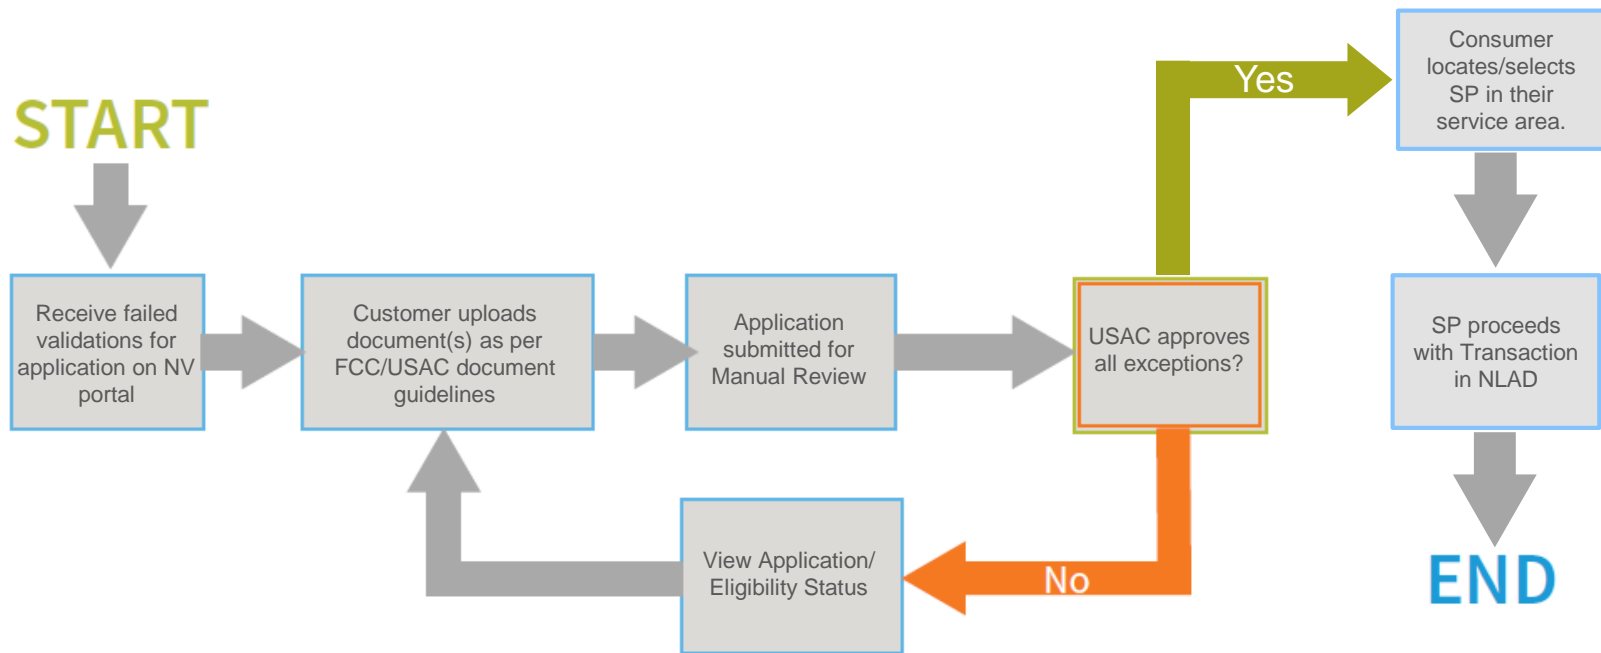 START
Receive failed
validations for
application on NV
portal
Customer uploads
document(s) as per
FCC/USAC document
guidelines
Application
submitted for
Manual Review
USAC approves
all exceptions?
Yes
Consumer
locates/selects
SP in their
service area.
SP proceeds
with Transaction
in NLAD
END
No
View Application/
Eligibility Status